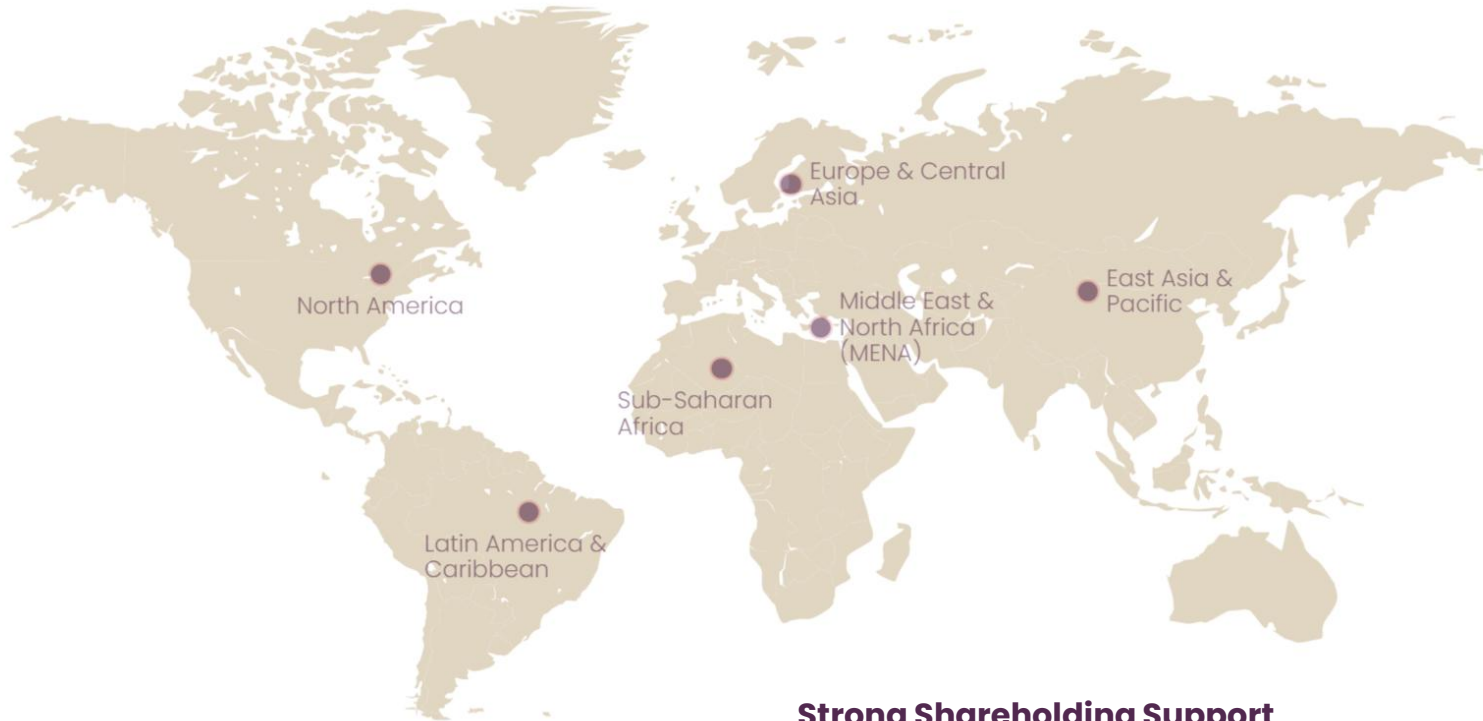 Europe & Central
Asia
North America
East Asia &
Pacific
Middle East &
North Africa
(MENA)
Sub-Saharan
Africa
Latin America &
Caribbean
Strong Shareholding Support